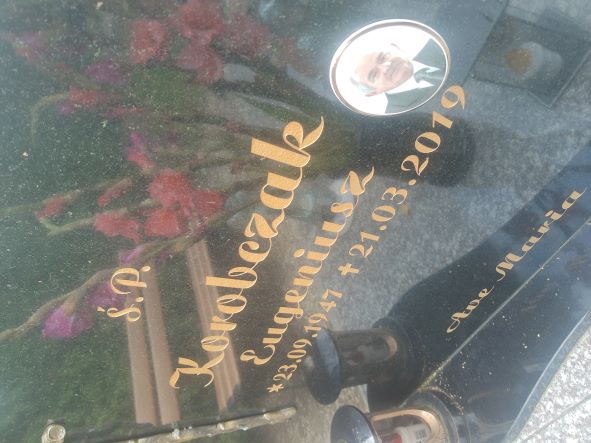 ś.p.
Korobczak
Eugeniusz
*23.09.1947 †21.03.2019
Ave Maria